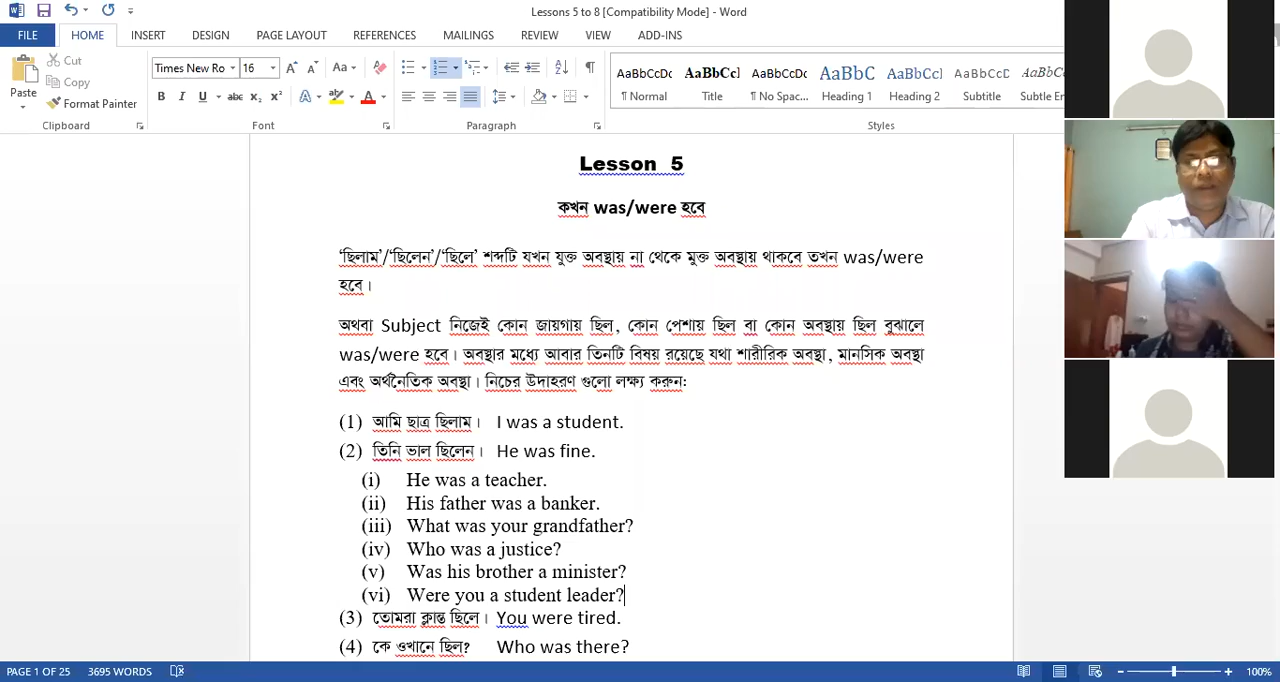 Lessons 5 to 8 [Compatibility Mode] - Word
FILE HOME INSERT DESIGN PAGE LAYOUT REFERENCES MAILINGS REVIEW VIEW ADD-INS
Cut
Copy
Format Painter
Paste
Times New Ro 16
AaBbCcDc AaBbCcl AaBbCcDc AaBbC AaBbCcl AaBbCcD AaBbCc
¶ Normal Title ¶ No Spac... Heading 1 Heading 2 Subtitle Subtle Em
Clipboard Font Paragraph Styles
Lesson 5
কখন was/were হবে
‘ছিলাম’/‘ছিলেন’/‘ছিলে’ শব্দটি যখন যুক্ত অবস্থায় না থেকে মুক্ত অবস্থায় থাকবে তখন was/were
হবে।
অথবা Subject নিজেই কোন জায়গায় ছিল, কোন পেশায় ছিল বা কোন অবস্থায় ছিল বুঝালে
was/were হবে। অবস্থার মধ্যে আবার তিনটি বিষয় রয়েছে যথা শারীরিক অবস্থা, মানসিক অবস্থা
এবং অর্থনৈতিক অবস্থা। নিচের উদাহরণ গুলো লক্ষ্য করুন:
(1) আমি ছাত্র ছিলাম। I was a student.
(2) তিনি ভাল ছিলেন। He was fine.
(i) He was a teacher.
(ii) His father was a banker.
(iii) What was your grandfather?
(iv) Who was a justice?
(v) Was his brother a minister?
(vi) Were you a student leader?
(3) তোমরা ক্লান্ত ছিলে। You were tired.
(4) কে ওখানে ছিল? Who was there?
PAGE 1 OF 25 3695 WORDS 100%